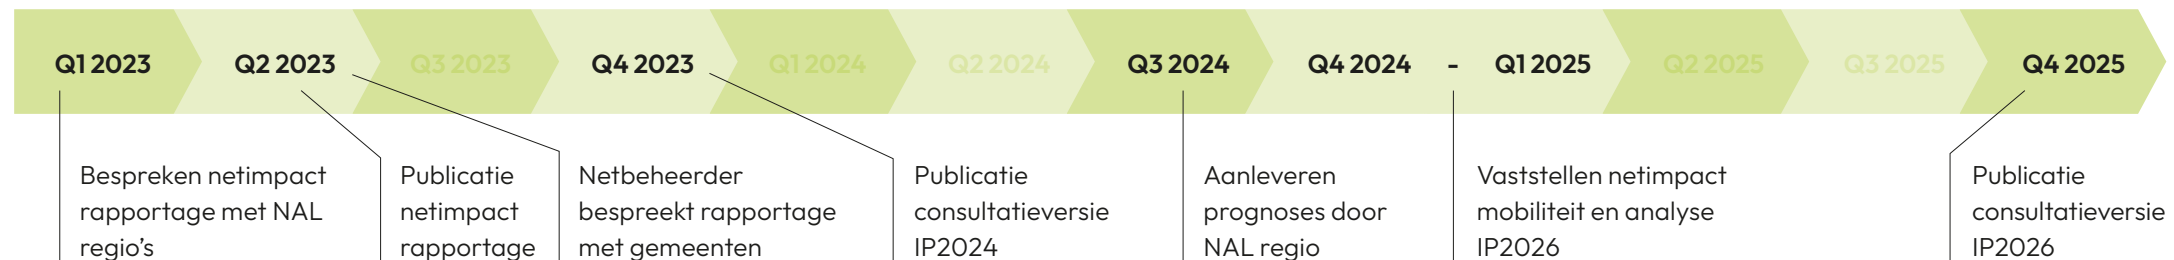 Q1 2023 Q2 2023 Q3 2023 Q4 2023 Q1 2024 Q2 2024 Q3 2024 Q4 2024 - Q1 2025 Q2 2025 Q3 2025 Q4 2025
Bespreken netimpact
rapportage met NAL
regio's
Publicatie
netimpact
rapportage
Netbeheerder
bespreekt rapportage
met gemeenten
Publicatie
consultatieversie
IP2024
Aanleveren
prognoses door
NAL regio
Vaststellen netimpact
mobiliteit en analyse
IP2026
Publicatie
consultatieversie
IP2026